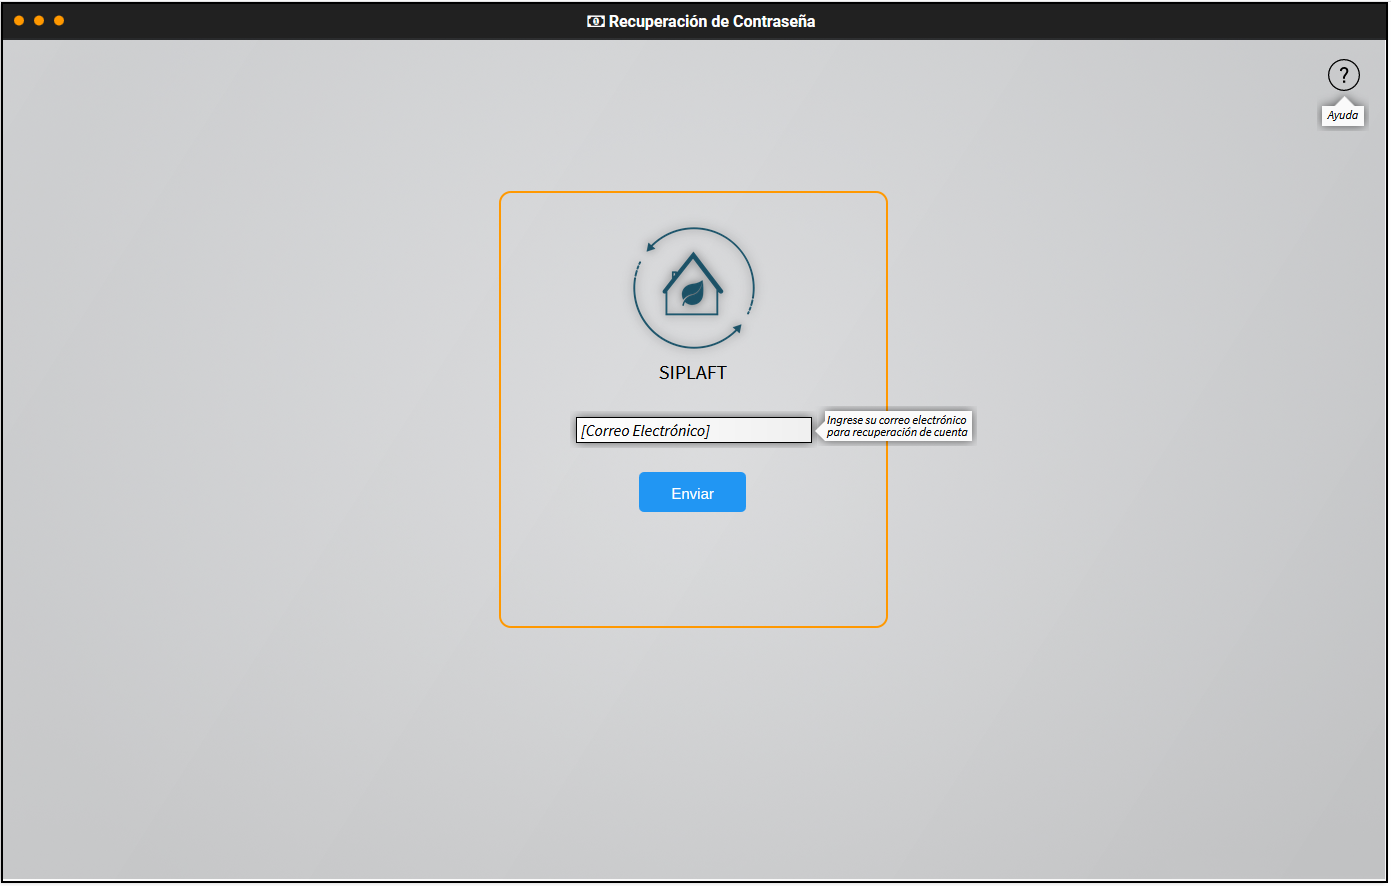 Recuperación de Contraseña
?
Ayuda
SIPLAFT
[Correo Electrónico]
Ingrese su correo electrónico
para recuperación de cuenta
Enviar